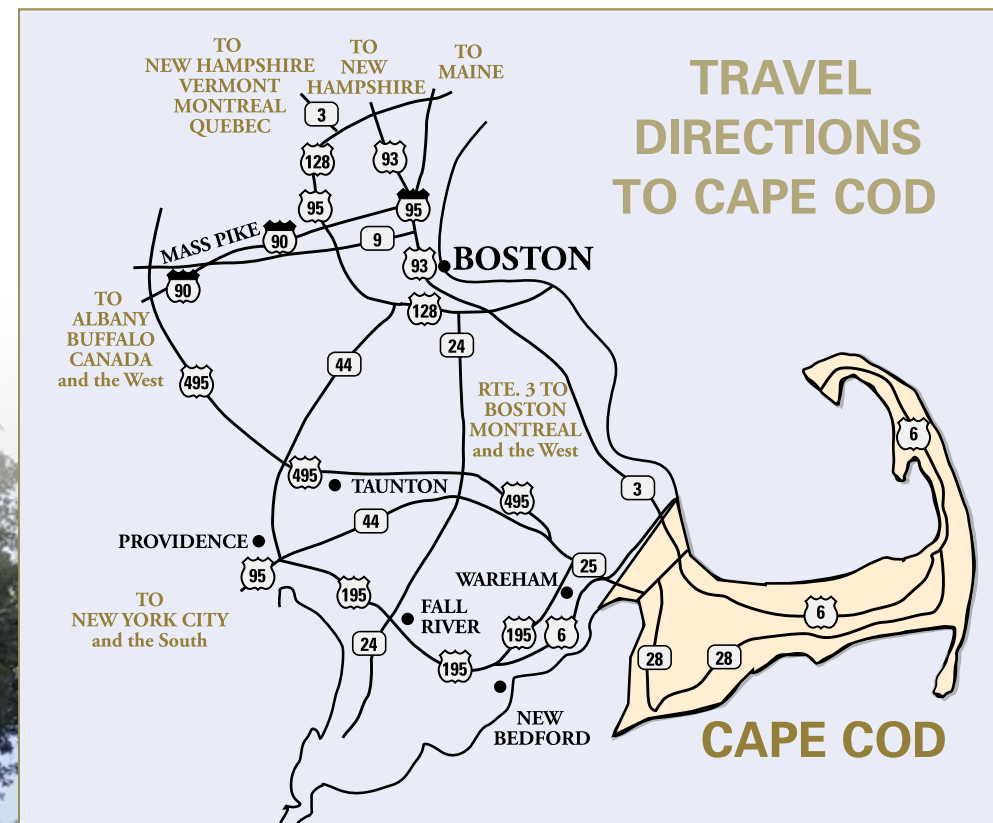 TO
NEW HAMPSHIRE
VERMONT
MONTREAL
QUEBEC
TO
NEW
HAMPSHIRE
TO
MAINE
TRAVEL
DIRECTIONS
TO CAPE COD
3
128
93
95
95
MASS PIKE
90
9
93
BOSTON
90
128
TO
ALBANY
BUFFALO
CANADA
and the West
44
24
495
RTE. 3 TO
BOSTON
MONTREAL
and the West
6
495
TAUNTON
495
3
44
PROVIDENCE
95
25
WAREHAM
195
TO
NEW YORK CITY
and the South
FALL
RIVER
195
6
6
24
195
28
28
NEW
BEDFORD
CAPE COD